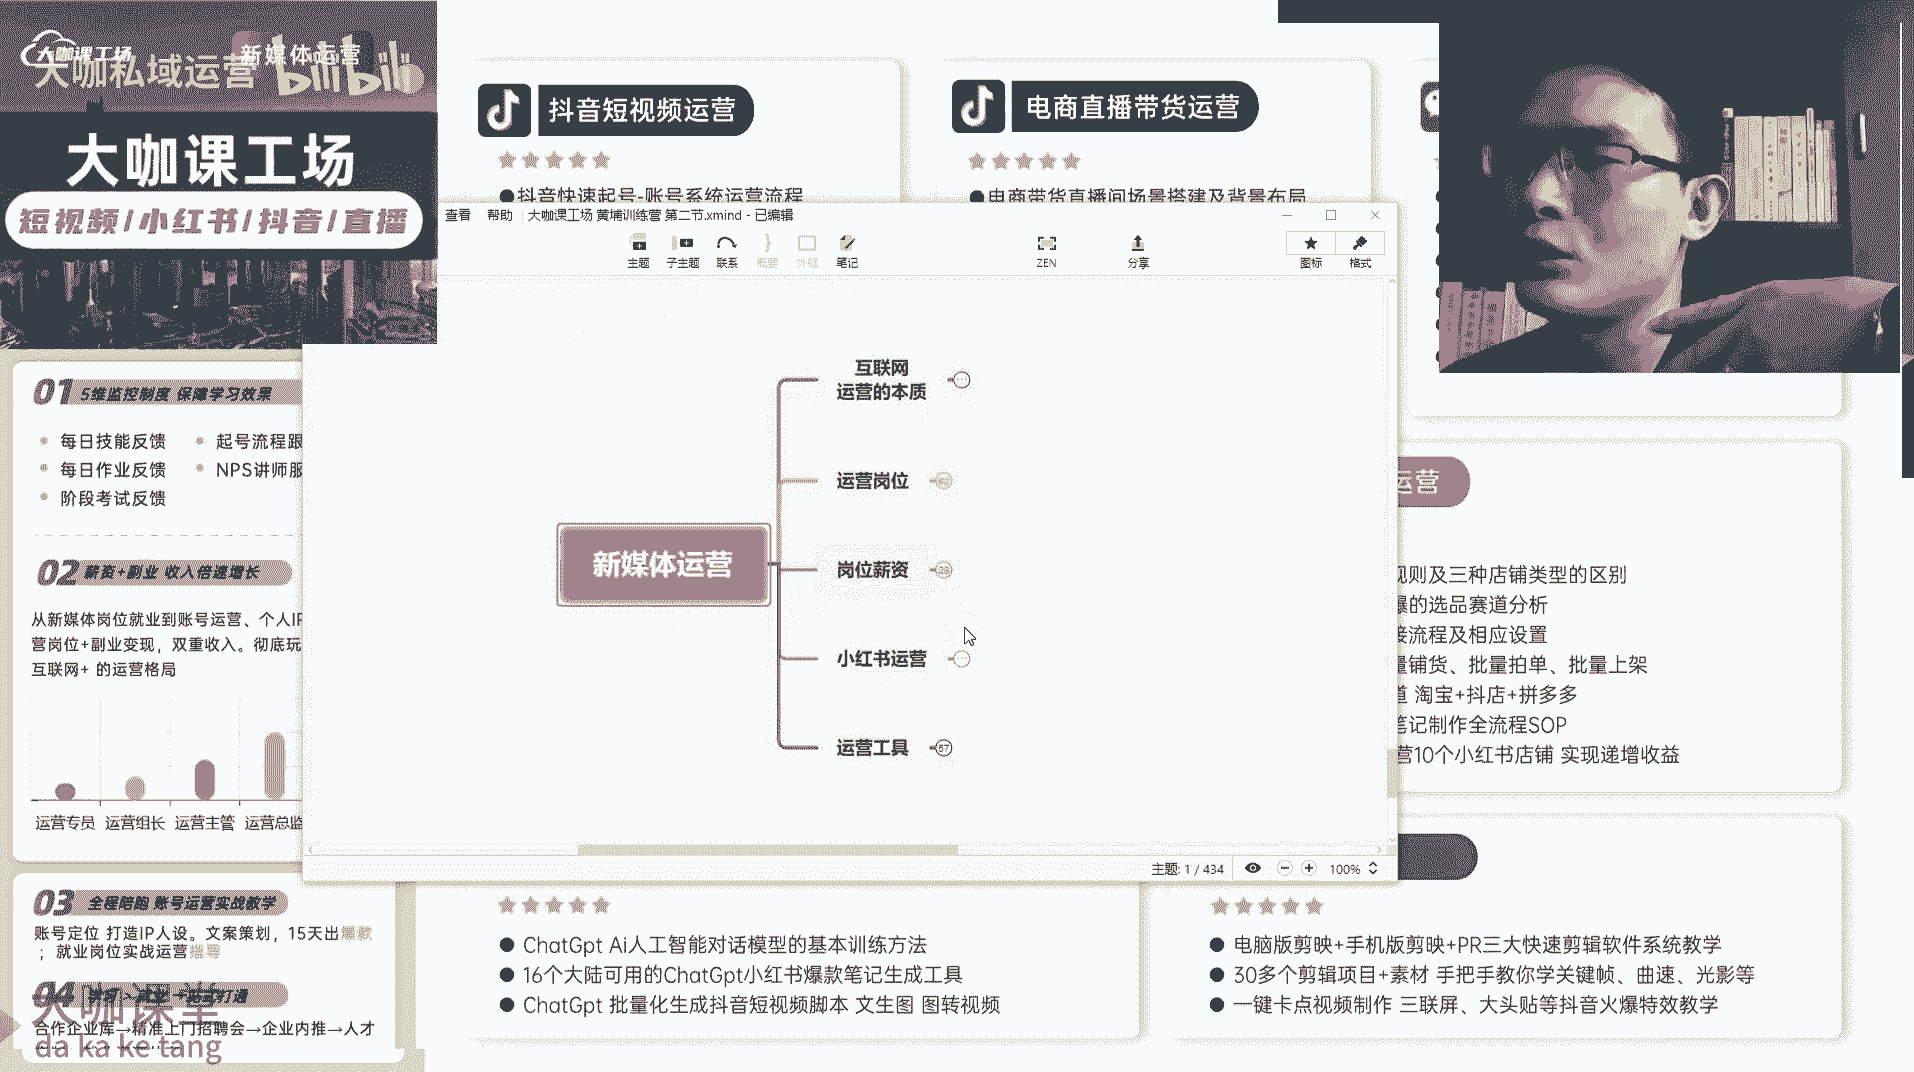 大咖课工场
新媒体运营
大咖私域运营
bilibili
大咖课工场
短视频/小红书/抖音/直播
01 5维监控制度 保障学习效果
每日技能反馈
起号流程跟
每日作业反馈
NPS讲师服
阶段考试反馈
02 薪资+副业 收入倍速增长
从新媒体岗位就业到账号运营、个人IP
营岗位+副业变现，双重收入。彻底玩
互联网+ 的运营格局
运营专员 运营组长 运营主管 运营总监
03 全程陪跑 账号运营实战教学
账号定位 打造IP人设。文案策划，15天出爆款
；就业岗位实战运营指导
04
大咖课堂
合作企业库→精准上门招聘会→企业内推→人才
da ka ke tang
抖音短视频运营
●抖音快速起号-账号系统运营流程
电商直播带货运营
●电商带货直播间场景搭建及背景布局
查看 帮助 大咖课工场 黄埔训练营 第二节.xmind - 已编辑
主题 子主题 联系 概要 外框 笔记 ZEN 分享 图标 格式
新媒体运营
互联网
运营的本质
运营岗位
岗位薪资
小红书运营
运营工具 57
主题: 1 / 434 100%
运营
规则及三种店铺类型的区别
爆的选品赛道分析
接流程及相应设置
量铺货、批量拍单、批量上架
道 淘宝+抖店+拼多多
笔记制作全流程SOP
营10个小红书店铺 实现递增收益
● ChatGpt Ai人工智能对话模型的基本训练方法
● 16个大陆可用的ChatGpt小红书爆款笔记生成工具
● ChatGpt 批量化生成抖音短视频脚本 文生图 图转视频
● 电脑版剪映+手机版剪映+PR三大快速剪辑软件系统教学
● 30多个剪辑项目+素材 手把手教你学关键帧、曲速、光影等
● 一键卡点视频制作 三联屏、大头贴等抖音火爆特效教学